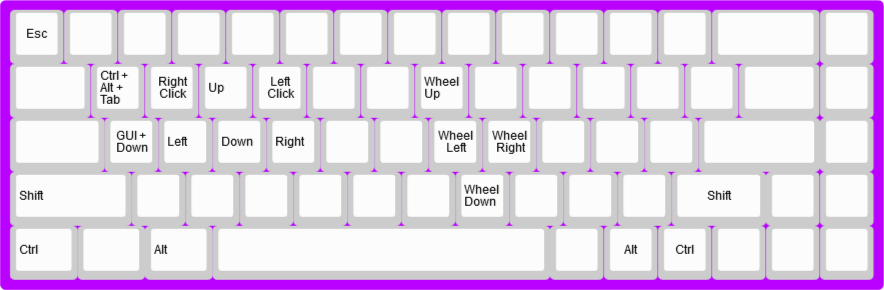 Esc
Ctrl +
Alt +
Tab
Right
Click
Up
Left
Click
Wheel
Up
GUI +
Down
Left
Down
Right
Wheel
Left
Wheel
Right
Shift
Wheel
Down
Shift
Ctrl
Alt
Alt
Ctrl